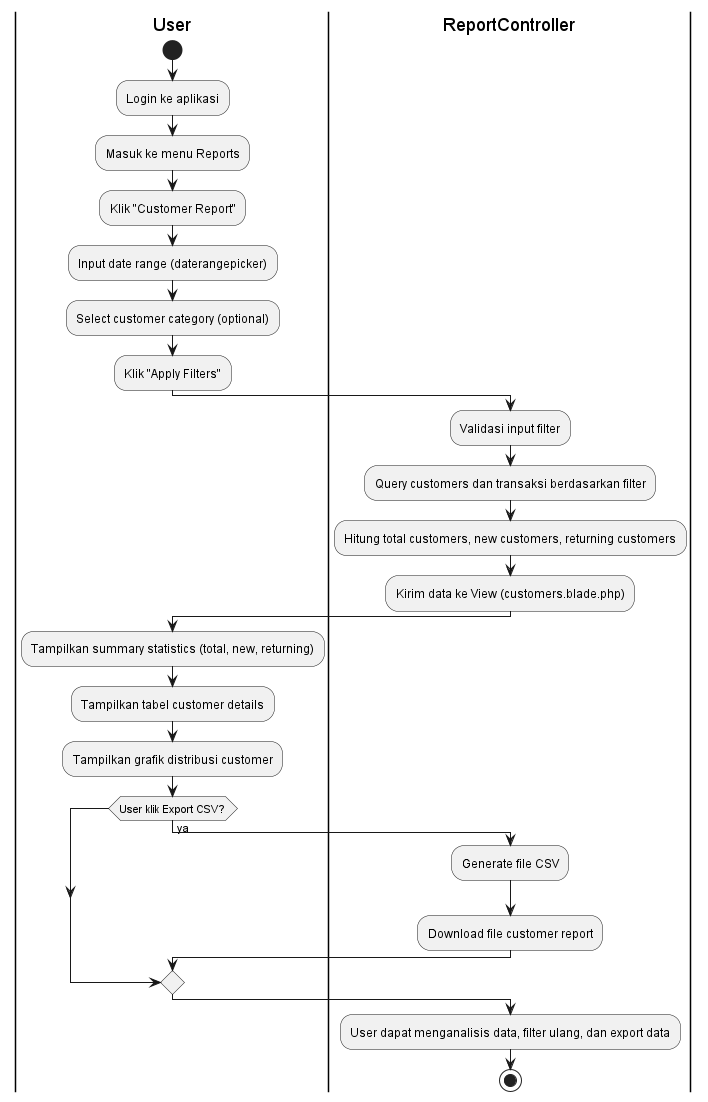 User
ReportController
Login ke aplikasi
Masuk ke menu Reports
Klik "Customer Report"
Input date range (daterangepicker)
Select customer category (optional)
Klik "Apply Filters"
Validasi input filter
Query customers dan transaksi berdasarkan filter
Hitung total customers, new customers, returning customers
Kirim data ke View (customers.blade.php)
Tampilkan summary statistics (total, new, returning)
Tampilkan tabel customer details
Tampilkan grafik distribusi customer
User klik Export CSV?
ya
Generate file CSV
Download file customer report
User dapat menganalisis data, filter ulang, dan export data